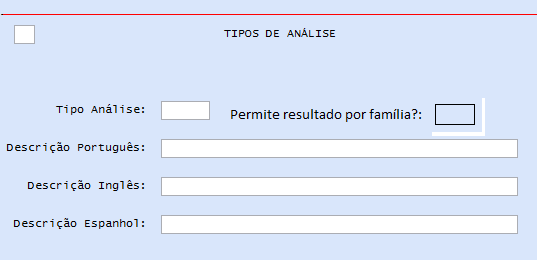 TIPOS DE ANÁLISE
Tipo Análise: Permite resultado por família?:
Descrição Português:
Descrição Inglês:
Descrição Espanhol: